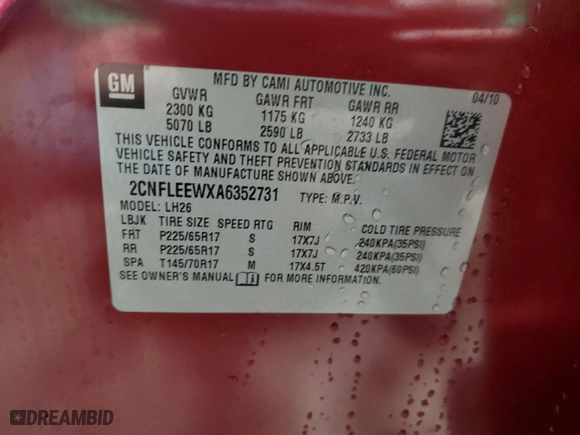 GM
MFD BY CAMI AUTOMOTIVE INC.
GVWR GAWR FRT GAWR RR 04/10
2300 KG 1175 KG 1240 KG
5070 LB 2590 LB 2733 LB
THIS VEHICLE CONFORMS TO ALL APPLICABLE U.S. FEDERAL MOTOR
VEHICLE SAFETY AND THEFT PREVENTION STANDARDS IN EFFECT ON
THE DATE OF MANUFACTURE SHOWN ABOVE.
2CNFLEEWXA6352731 TYPE: M.P.V.
MODEL: LH26
LBJK TIRE SIZE SPEED RTG RIM COLD TIRE PRESSURE
FRT P225/65R17 S 17X7J 240KPA(35PSI)
RR P225/65R17 S 17X7J 240KPA(35PSI)
SPA T145/70R17 M 17X4.5T 420KPA(60PSI)
SEE OWNER'S MANUAL FOR MORE INFORMATION.
DREAMBID